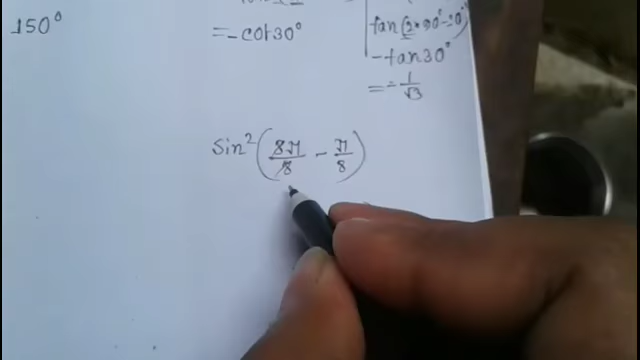 150°
= - cot30°
tan(2×90°-30°)
- tan30°
= - 1/√3
Sin²(8π/8 - π/8)